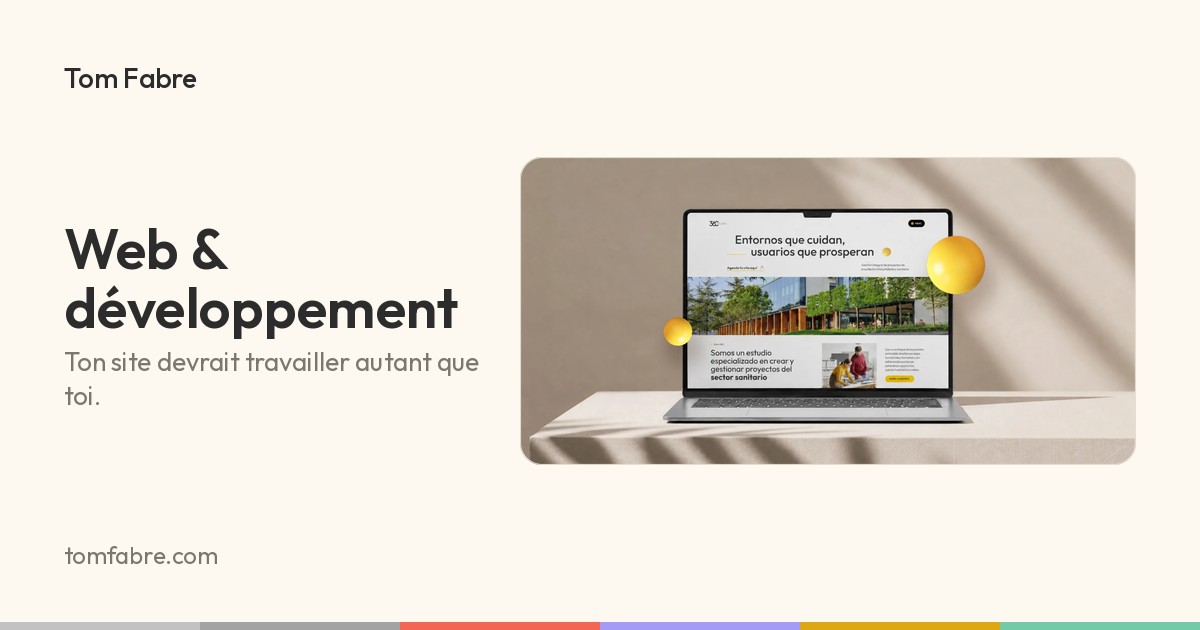 Tom Fabre
Web &
développement
Ton site devrait travailler autant que
toi.
tomfabre.com
360
Entornos que cuidan,
usuarios que prosperan
Somos un estudio
especializado en crear y
gestionar proyectos del
sector sanitario